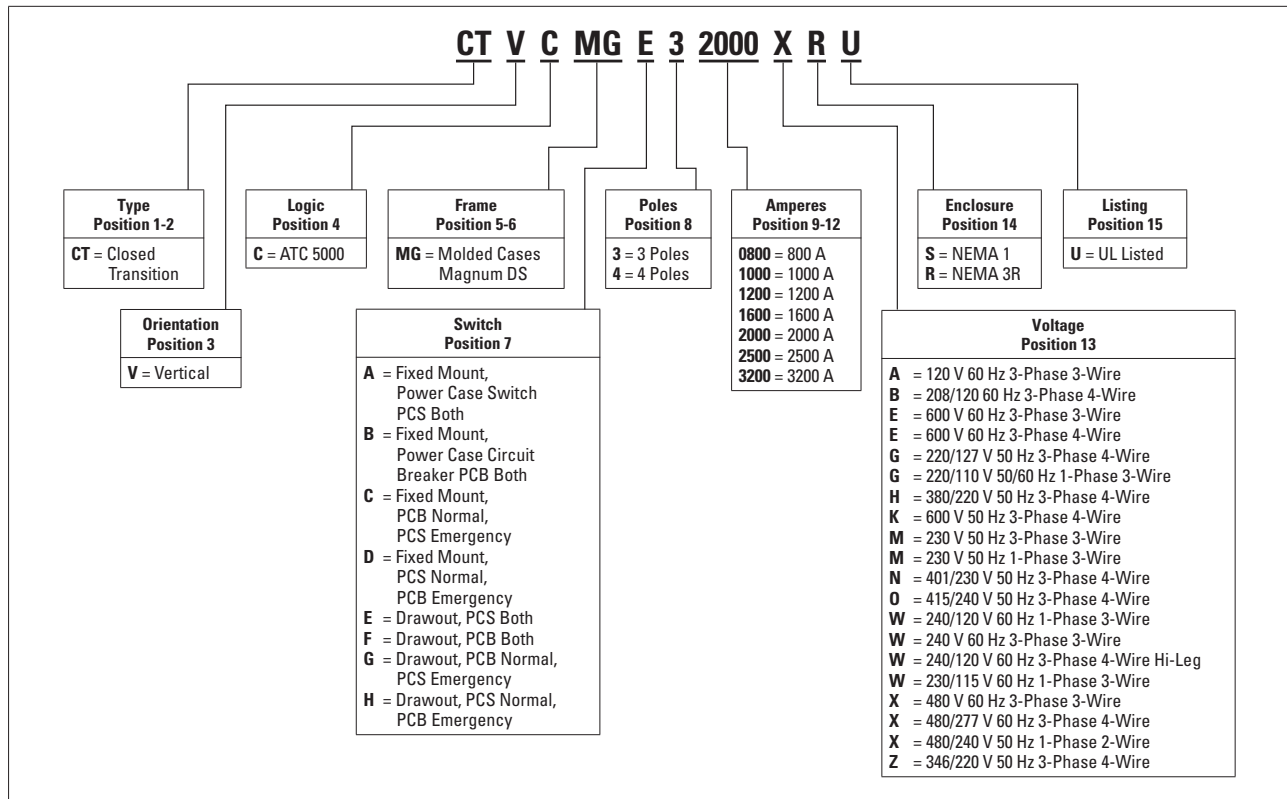 CT V C MG E 3 2000 X R U
Type
Position 1-2
CT = Closed
Transition
Logic
Position 4
C = ATC 5000
Frame
Position 5-6
MG = Molded Cases
Magnum DS
Poles
Position 8
3 = 3 Poles
4 = 4 Poles
Amperes
Position 9-12
0800 = 800 A
1000 = 1000 A
1200 = 1200 A
1600 = 1600 A
2000 = 2000 A
2500 = 2500 A
3200 = 3200 A
Enclosure
Position 14
S = NEMA 1
R = NEMA 3R
Listing
Position 15
U = UL Listed
Orientation
Position 3
V = Vertical
Switch
Position 7
A = Fixed Mount,
Power Case Switch
PCS Both
B = Fixed Mount,
Power Case Circuit
Breaker PCB Both
C = Fixed Mount,
PCB Normal,
PCS Emergency
D = Fixed Mount,
PCS Normal,
PCB Emergency
E = Drawout, PCS Both
F = Drawout, PCB Both
G = Drawout, PCB Normal,
PCS Emergency
H = Drawout, PCS Normal,
PCB Emergency
Voltage
Position 13
A = 120 V 60 Hz 3-Phase 3-Wire
B = 208/120 60 Hz 3-Phase 4-Wire
E = 600 V 60 Hz 3-Phase 3-Wire
E = 600 V 60 Hz 3-Phase 4-Wire
G = 220/127 V 50 Hz 3-Phase 4-Wire
G = 220/110 V 50/60 Hz 1-Phase 3-Wire
H = 380/220 V 50 Hz 3-Phase 4-Wire
K = 600 V 50 Hz 3-Phase 4-Wire
M = 230 V 50 Hz 3-Phase 3-Wire
M = 230 V 50 Hz 1-Phase 3-Wire
N = 401/230 V 50 Hz 3-Phase 4-Wire
O = 415/240 V 50 Hz 3-Phase 4-Wire
W = 240/120 V 60 Hz 1-Phase 3-Wire
W = 240 V 60 Hz 3-Phase 3-Wire
W = 240/120 V 60 Hz 3-Phase 4-Wire Hi-Leg
W = 230/115 V 60 Hz 1-Phase 3-Wire
X = 480 V 60 Hz 3-Phase 3-Wire
X = 480/277 V 60 Hz 3-Phase 4-Wire
X = 480/240 V 50 Hz 1-Phase 2-Wire
Z = 346/220 V 50 Hz 3-Phase 4-Wire